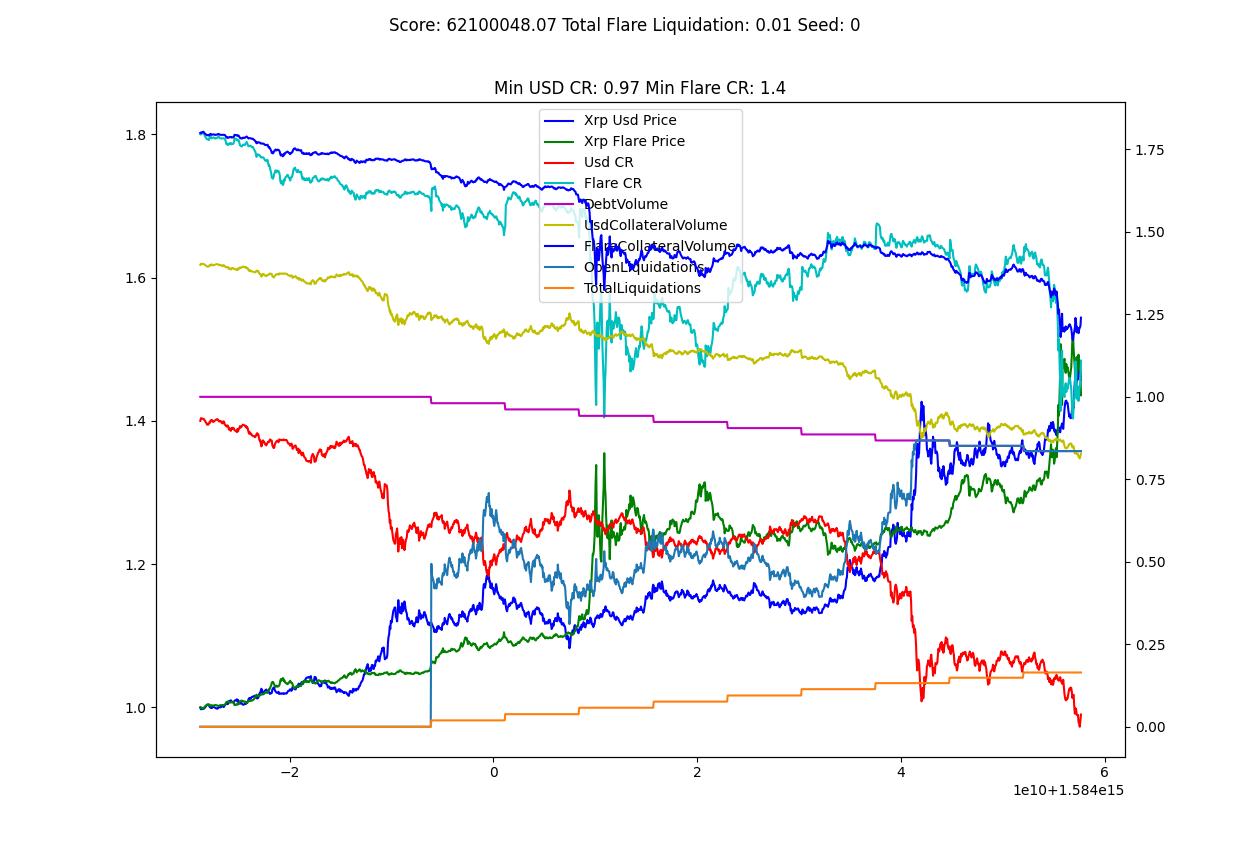 Score: 62100048.07 Total Flare Liquidation: 0.01 Seed: 0
Min USD CR: 0.97 Min Flare CR: 1.4
Xrp Usd Price
Xrp Flare Price
Usd CR
Flare CR
DebtVolume
UsdCollateralVolume
FlareCollateralVolume
OpenLiquidations
TotalLiquidations
1.8
1.6
1.4
1.2
1.0
1.75
1.50
1.25
1.00
0.75
0.50
0.25
0.00
−2
0
2
4
6
1e10+1.584e15